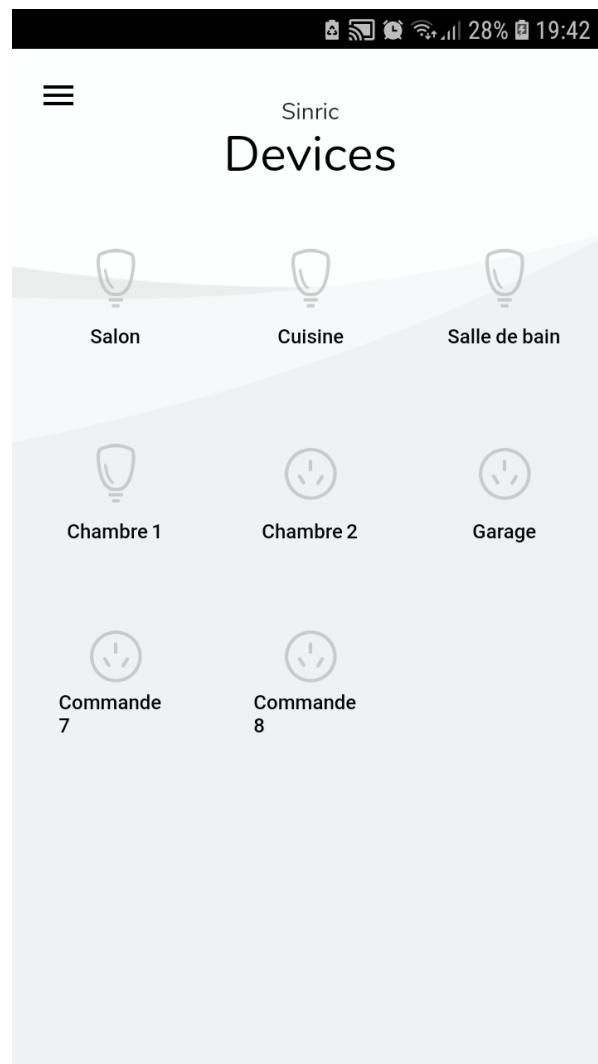 28% 19:42
Sinric
Devices
Salon
Cuisine
Salle de bain
Chambre 1
Chambre 2
Garage
Commande
7
Commande
8